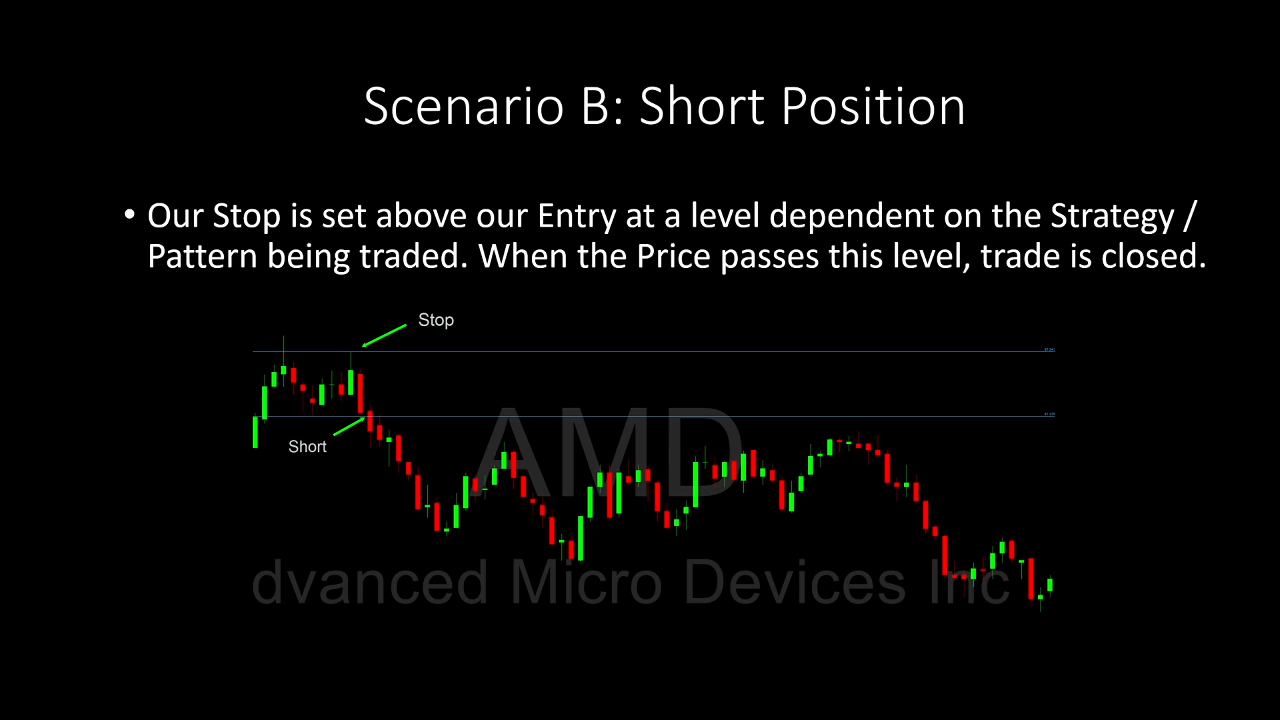 Scenario B: Short Position
• Our Stop is set above our Entry at a level dependent on the Strategy /
Pattern being traded. When the Price passes this level, trade is closed.
Stop
Short
AMD
dvanced Micro Devices Inc